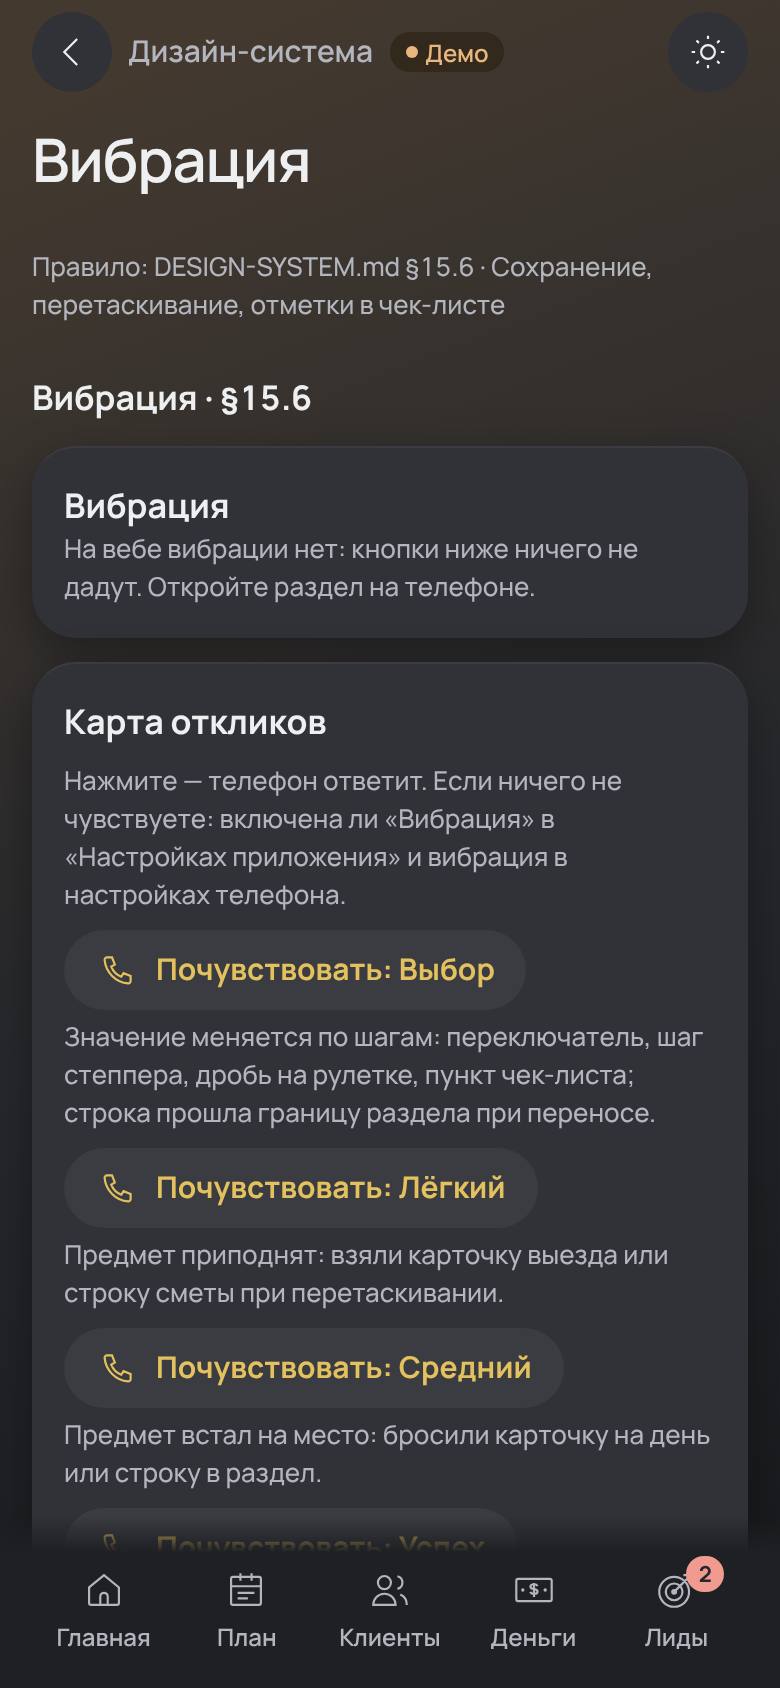 Дизайн-система
Демо
Вибрация
Правило: DESIGN-SYSTEM.md §15.6 · Сохранение,
перетаскивание, отметки в чек-листе
Вибрация · §15.6
Вибрация
На вебе вибрации нет: кнопки ниже ничего не
дадут. Откройте раздел на телефоне.
Карта откликов
Нажмите — телефон ответит. Если ничего не
чувствуете: включена ли «Вибрация» в
«Настройках приложения» и вибрация в
настройках телефона.
Почувствовать: Выбор
Значение меняется по шагам: переключатель, шаг
степпера, дробь на рулетке, пункт чек-листа;
строка прошла границу раздела при переносе.
Почувствовать: Лёгкий
Предмет приподнят: взяли карточку выезда или
строку сметы при перетаскивании.
Почувствовать: Средний
Предмет встал на место: бросили карточку на день
или строку в раздел.
Почувствовать: Успех
2
Главная
План
Клиенты
Деньги
Лиды